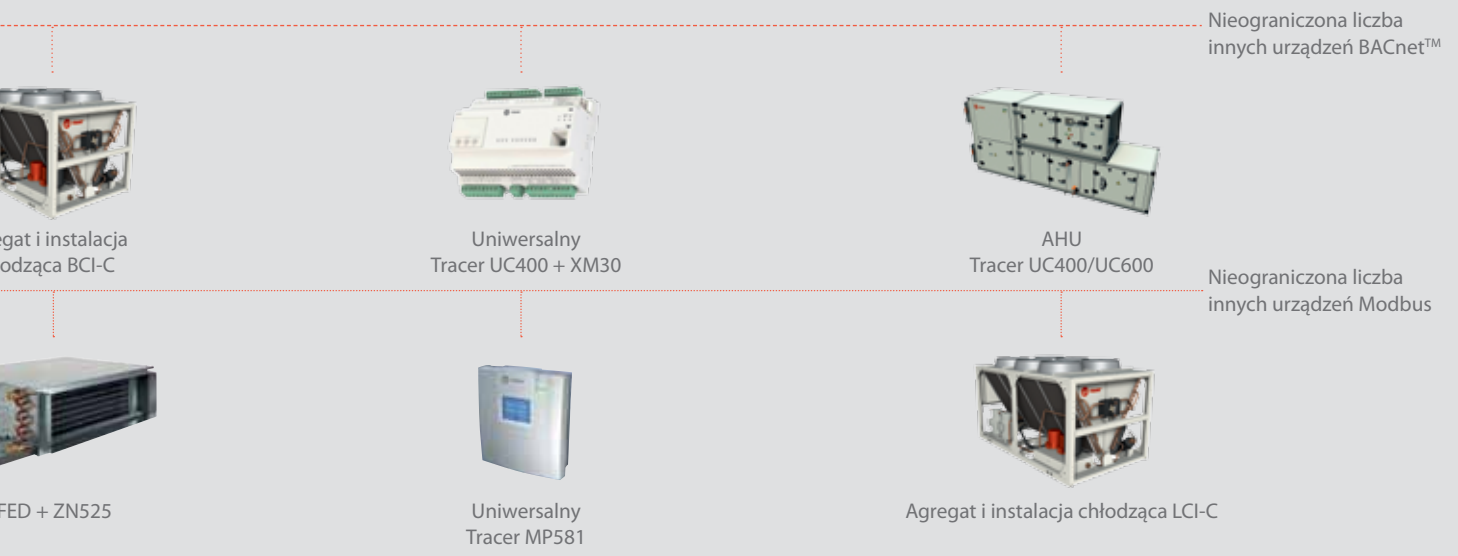 Nieograniczona liczba
innych urządzeń BACnet™
egat i instalacja
odząca BCI-C
Uniwersalny
Tracer UC400 + XM30
AHU
Tracer UC400/UC600
Nieograniczona liczba
innych urządzeń Modbus
FED + ZN525
Uniwersalny
Tracer MP581
Agregat i instalacja chłodząca LCI-C